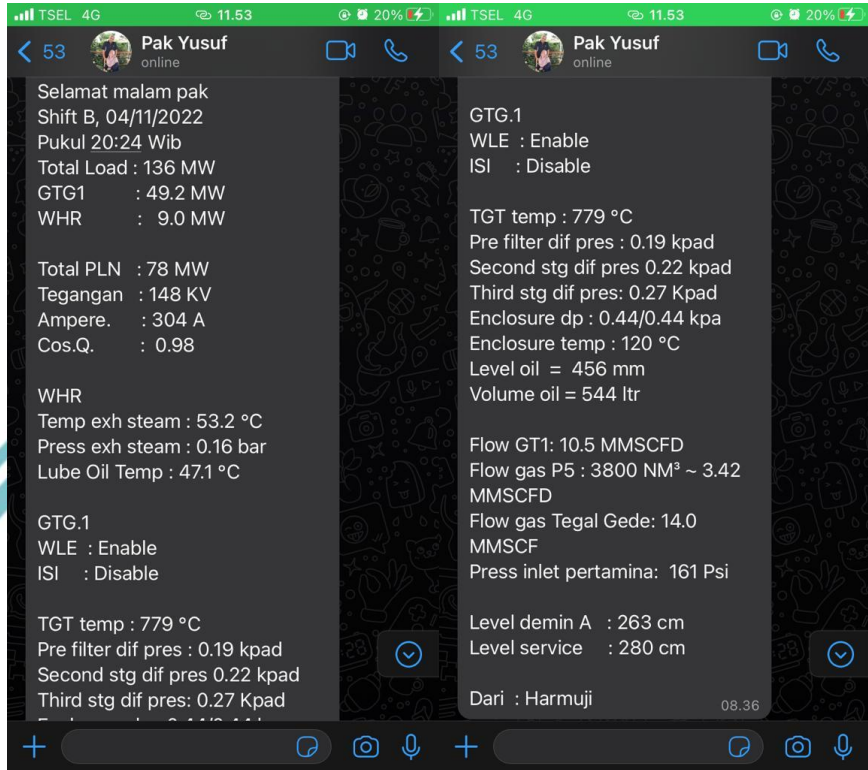 TSEL 4G 11.53 20%
53 Pak Yusuf
online
Selamat malam pak
Shift B, 04/11/2022
Pukul 20:24 Wib
Total Load : 136 MW
GTG1 : 49.2 MW
WHR : 9.0 MW
Total PLN : 78 MW
Tegangan : 148 KV
Ampere. : 304 A
Cos.Q. : 0.98
WHR
Temp exh steam : 53.2 °C
Press exh steam : 0.16 bar
Lube Oil Temp : 47.1 °C
GTG.1
WLE : Enable
ISI : Disable
TGT temp : 779 °C
Pre filter dif pres : 0.19 kpad
Second stg dif pres 0.22 kpad
Third stg dif pres: 0.27 Kpad
TSEL 4G 11.53 20%
53 Pak Yusuf
online
GTG.1
WLE : Enable
ISI : Disable
TGT temp : 779 °C
Pre filter dif pres : 0.19 kpad
Second stg dif pres 0.22 kpad
Third stg dif pres: 0.27 Kpad
Enclosure dp : 0.44/0.44 kpa
Enclosure temp : 120 °C
Level oil = 456 mm
Volume oil = 544 ltr
Flow GT1: 10.5 MMSCFD
Flow gas P5 : 3800 NM³ ~ 3.42
MMSCFD
Flow gas Tegal Gede: 14.0
MMSCF
Press inlet pertamina: 161 Psi
Level demin A : 263 cm
Level service : 280 cm
Dari : Harmuji
08.36